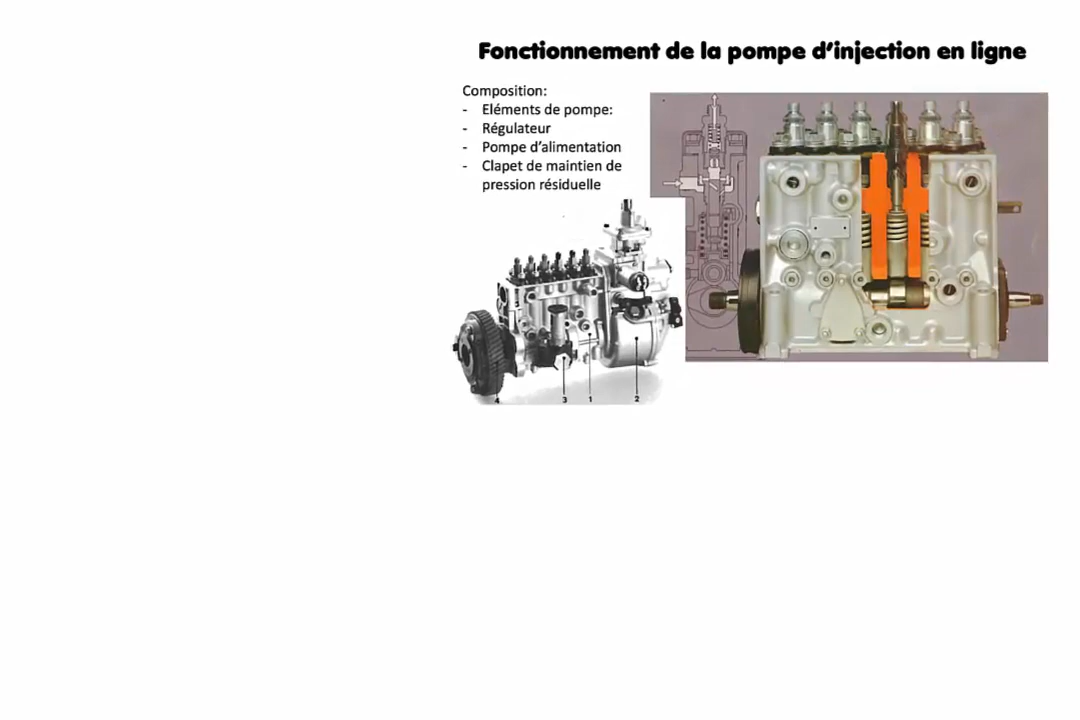 Fonctionnement de la pompe d'injection en ligne
Composition:
- Eléments de pompe:
- Régulateur
- Pompe d'alimentation
- Clapet de maintien de
pression résiduelle
4 3 1 2